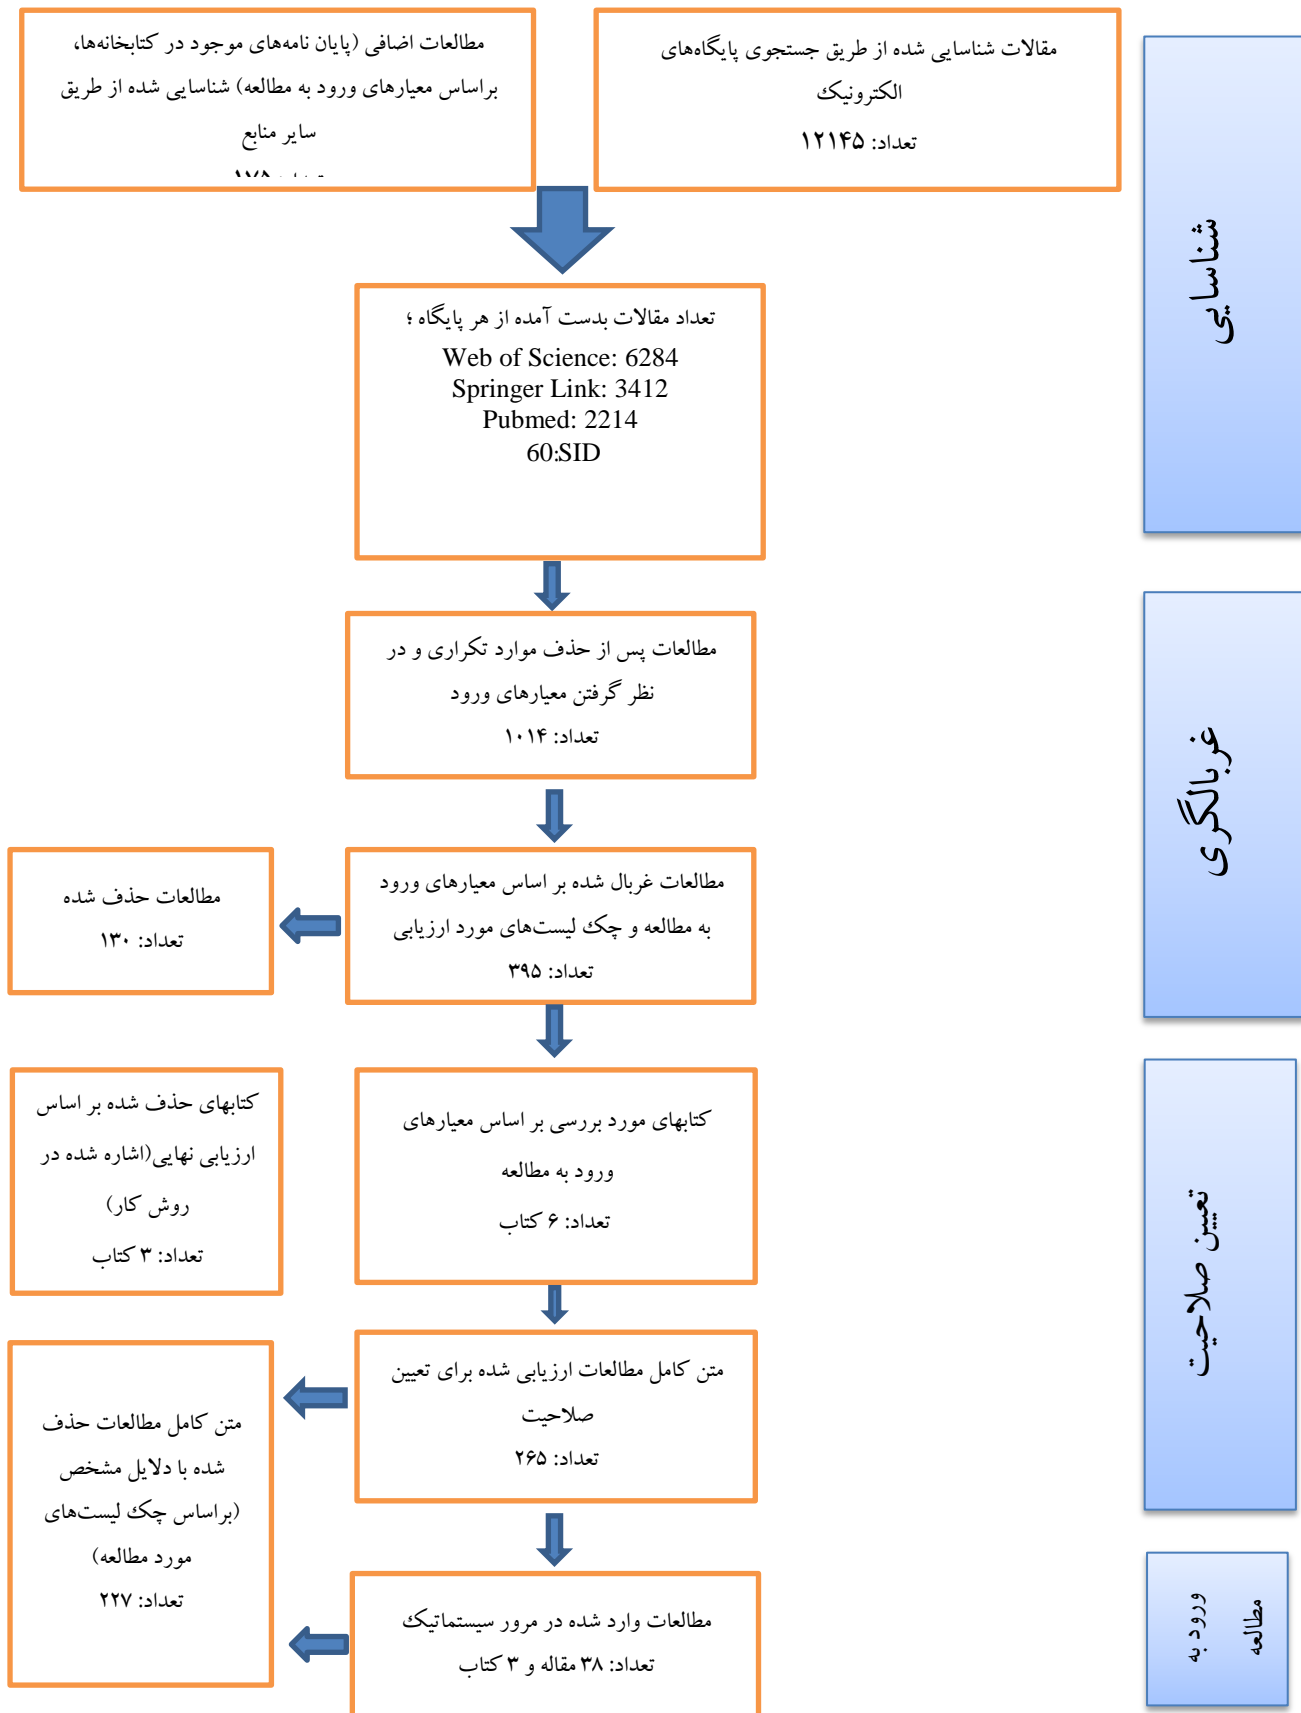 مقالات شناسایی شده از طریق جستجوی پایگاه‌های
الکترونیک
تعداد: ۱۲۱۴۵
مطالعات اضافی (پایان نامه‌های موجود در کتابخانه‌ها،
براساس معیارهای ورود به مطالعه) شناسایی شده از طریق
سایر منابع
شناسایی
تعداد مقالات بدست آمده از هر پایگاه ؛
Web of Science: 6284
Springer Link: 3412
Pubmed: 2214
60:SID
غربالگری
مطالعات پس از حذف موارد تکراری و در
نظر گرفتن معیارهای ورود
تعداد: ۱۰۱۴
مطالعات غربال شده بر اساس معیارهای ورود
به مطالعه و چک لیست‌های مورد ارزیابی
تعداد: ۳۹۵
مطالعات حذف شده
تعداد: ۱۳۰
تعیین صلاحیت
کتابهای مورد بررسی بر اساس معیارهای
ورود به مطالعه
تعداد: ۶ کتاب
کتابهای حذف شده بر اساس
ارزیابی نهایی(اشاره شده در
روش کار)
تعداد: ۳ کتاب
متن کامل مطالعات ارزیابی شده برای تعیین
صلاحیت
تعداد: ۲۶۵
متن کامل مطالعات حذف
شده با دلایل مشخص
(براساس چک لیست‌های
مورد مطالعه)
تعداد: ۲۲۷
ورود به
مطالعه
مطالعات وارد شده در مرور سیستماتیک
تعداد: ۳۸ مقاله و ۳ کتاب